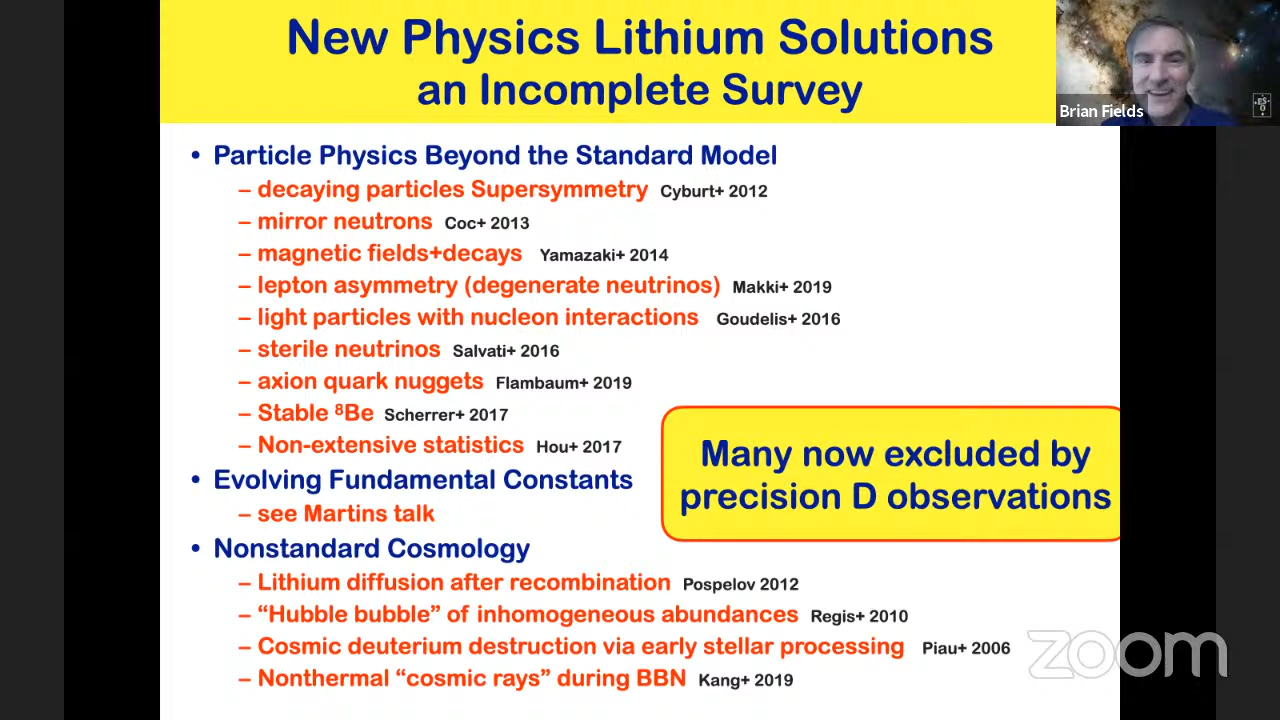 New Physics Lithium Solutions
an Incomplete Survey
Brian Fields
ESO
• Particle Physics Beyond the Standard Model
– decaying particles Supersymmetry Cyburt+ 2012
– mirror neutrons Coc+ 2013
– magnetic fields+decays Yamazaki+ 2014
– lepton asymmetry (degenerate neutrinos) Makki+ 2019
– light particles with nucleon interactions Goudelis+ 2016
– sterile neutrinos Salvati+ 2016
– axion quark nuggets Flambaum+ 2019
– Stable ⁸Be Scherrer+ 2017
– Non-extensive statistics Hou+ 2017
Many now excluded by
precision D observations
• Evolving Fundamental Constants
– see Martins talk
• Nonstandard Cosmology
– Lithium diffusion after recombination Pospelov 2012
– “Hubble bubble” of inhomogeneous abundances Regis+ 2010
– Cosmic deuterium destruction via early stellar processing Piau+ 2006
– Nonthermal “cosmic rays” during BBN Kang+ 2019
zoom